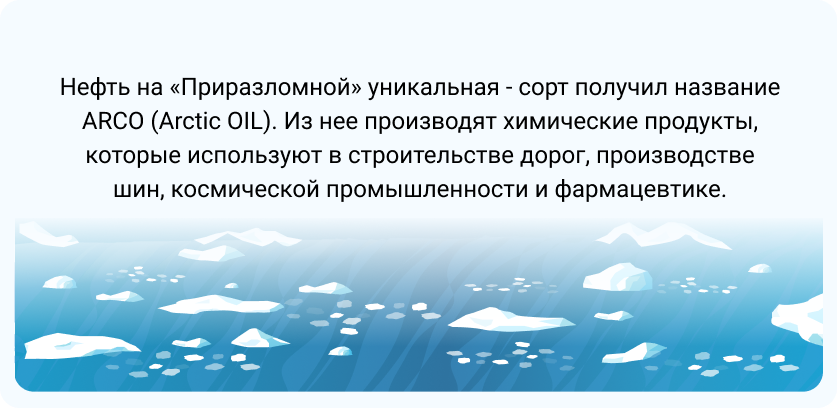 Нефть на «Приразломной» уникальная - сорт получил название
ARCO (Arctic OIL). Из нее производят химические продукты,
которые используют в строительстве дорог, производстве
шин, космической промышленности и фармацевтике.